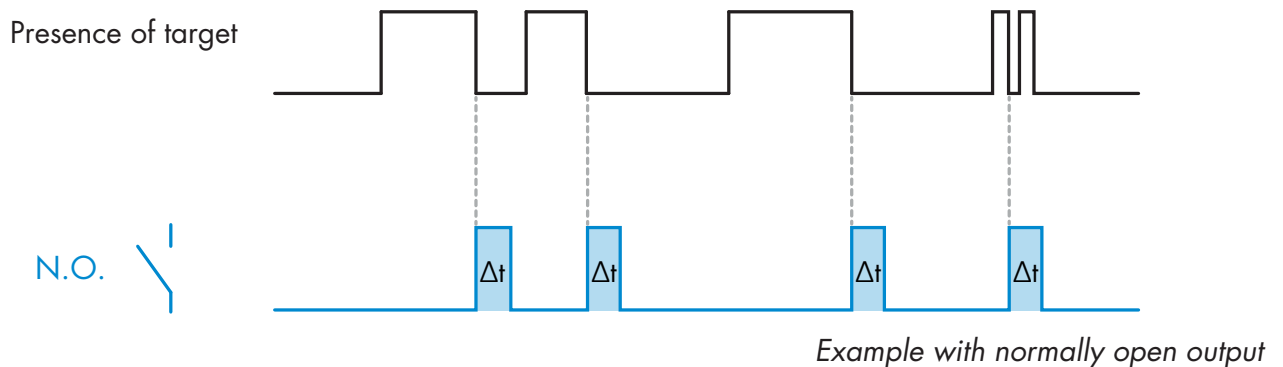 Presence of target
N.O.
Δt Δt Δt Δt
Example with normally open output